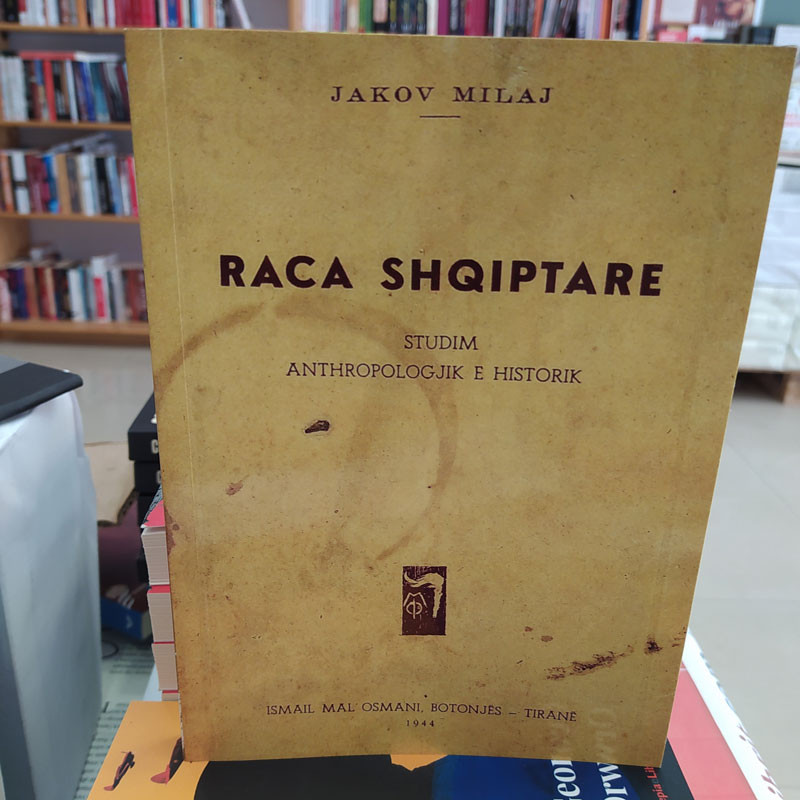 JAKOV MILAJ
RACA SHQIPTARE
STUDIM
ANTHROPOLOGJIK E HISTORIK
ISMAIL MAL' OSMANI, BOTONJËS – TIRANË
1944